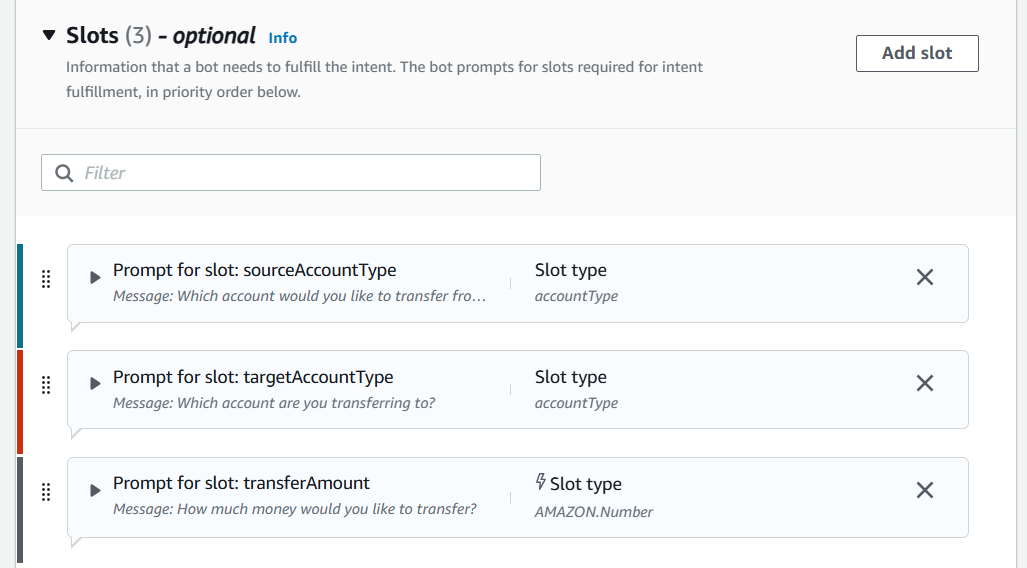 Slots (3) - optional Info
Add slot
Information that a bot needs to fulfill the intent. The bot prompts for slots required for intent
fulfillment, in priority order below.
Filter
Prompt for slot: sourceAccountType
Message: Which account would you like to transfer fro...
Slot type
accountType
Prompt for slot: targetAccountType
Message: Which account are you transferring to?
Slot type
accountType
Prompt for slot: transferAmount
Message: How much money would you like to transfer?
Slot type
AMAZON.Number